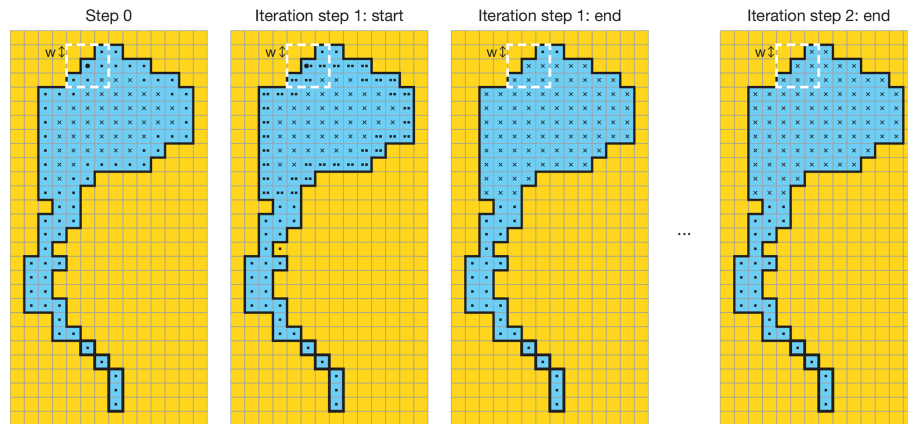 Step 0
Iteration step 1: start
Iteration step 1: end
Iteration step 2: end
w
w
w
w
...